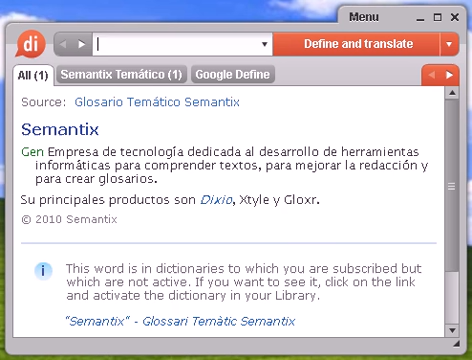 Menu
di
Define and translate
All (1) Semantix Temático (1) Google Define
Source: Glosario Temático Semantix
Semantix
Gen Empresa de tecnología dedicada al desarrollo de herramientas
informáticas para comprender textos, para mejorar la redacción y
para crear glosarios.
Su principales productos son Dixio, Xtyle y Gloxr.
© 2010 Semantix
i
This word is in dictionaries to which you are subscribed but
which are not active. If you want to see it, click on the link
and activate the dictionary in your Library.
"Semantix" - Glossari Temàtic Semantix